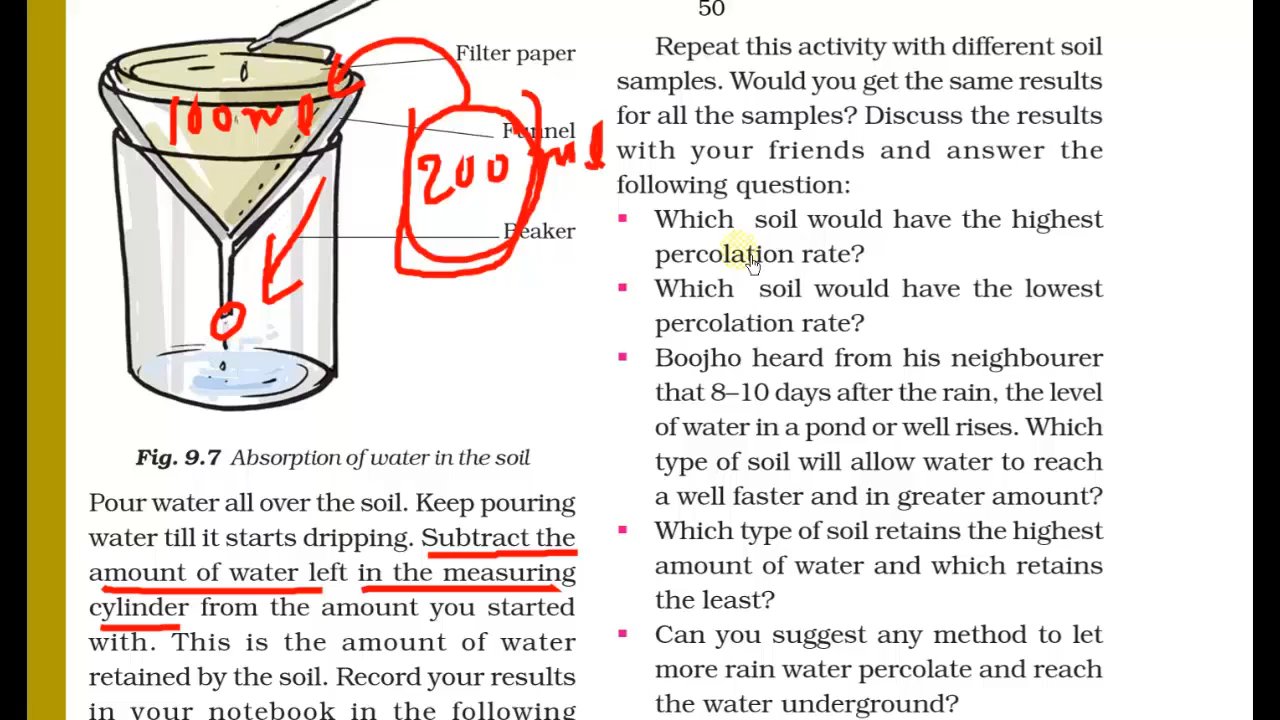 50
Filter paper
Funnel
Beaker
100 ml
200 ml
Fig. 9.7 Absorption of water in the soil
Pour water all over the soil. Keep pouring
water till it starts dripping. Subtract the
amount of water left in the measuring
cylinder from the amount you started
with. This is the amount of water
retained by the soil. Record your results
in your notebook in the following
Repeat this activity with different soil
samples. Would you get the same results
for all the samples? Discuss the results
with your friends and answer the
following question:
▪ Which soil would have the highest
percolation rate?
▪ Which soil would have the lowest
percolation rate?
▪ Boojho heard from his neighbourer
that 8–10 days after the rain, the level
of water in a pond or well rises. Which
type of soil will allow water to reach
a well faster and in greater amount?
▪ Which type of soil retains the highest
amount of water and which retains
the least?
▪ Can you suggest any method to let
more rain water percolate and reach
the water underground?